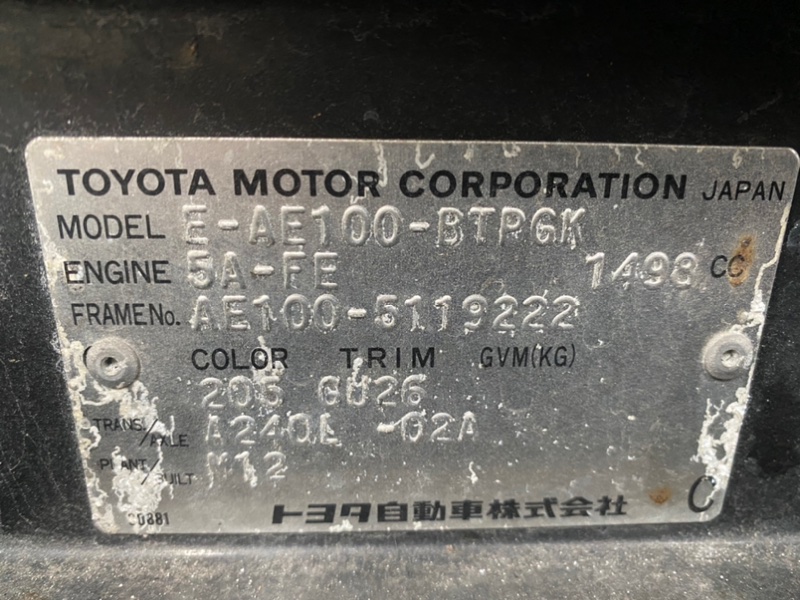 TOYOTA MOTOR CORPORATION JAPAN
MODEL E-AE100-BTPGK
ENGINE 5A-FE 1498 CC
FRAME No. AE100-5119222
COLOR TRIM GVM(KG)
205 GU26
TRANS./AXLE A240L -02A
PLANT/BUILT M12
トヨタ自動車株式会社 C